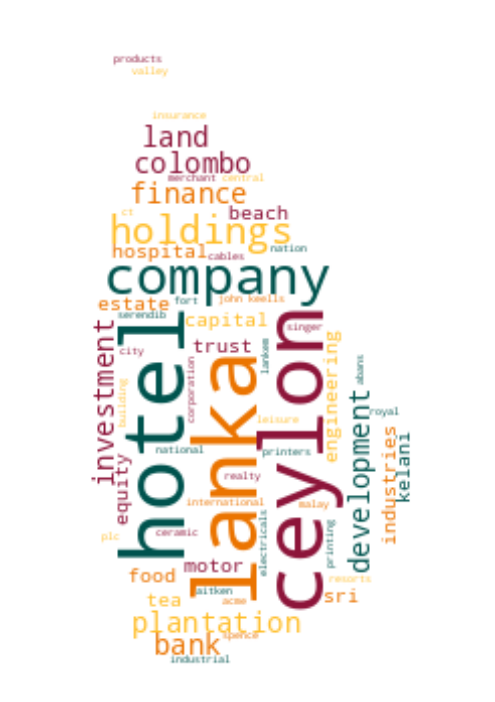 products
valley
insurance
land
colombo
merchant central
finance
ct
beach
holdings
nation
hospital
cables
company
estate
fort
john keells
serendib
capital
singer
trust
city
investment
hotel
lanka
ceylon
lankem
engineering
abans
building
corporation
leisure
royal
development
industries
kelani
equity
national
printers
realty
international
malay
plc
ceramic
electricals
printing
motor
food
resorts
aitken
acme
tea
sri
plantation
spence
bank
industrial